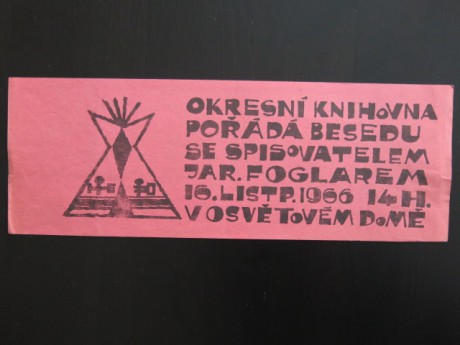 OKRESNÍ KNIHOVNA
POŘÁDÁ BESEDU
SE SPISOVATELEM
JAR. FOGLAREM
16. LISTP. 1966 14 H.
V OSVĚTOVÉM DOMĚ